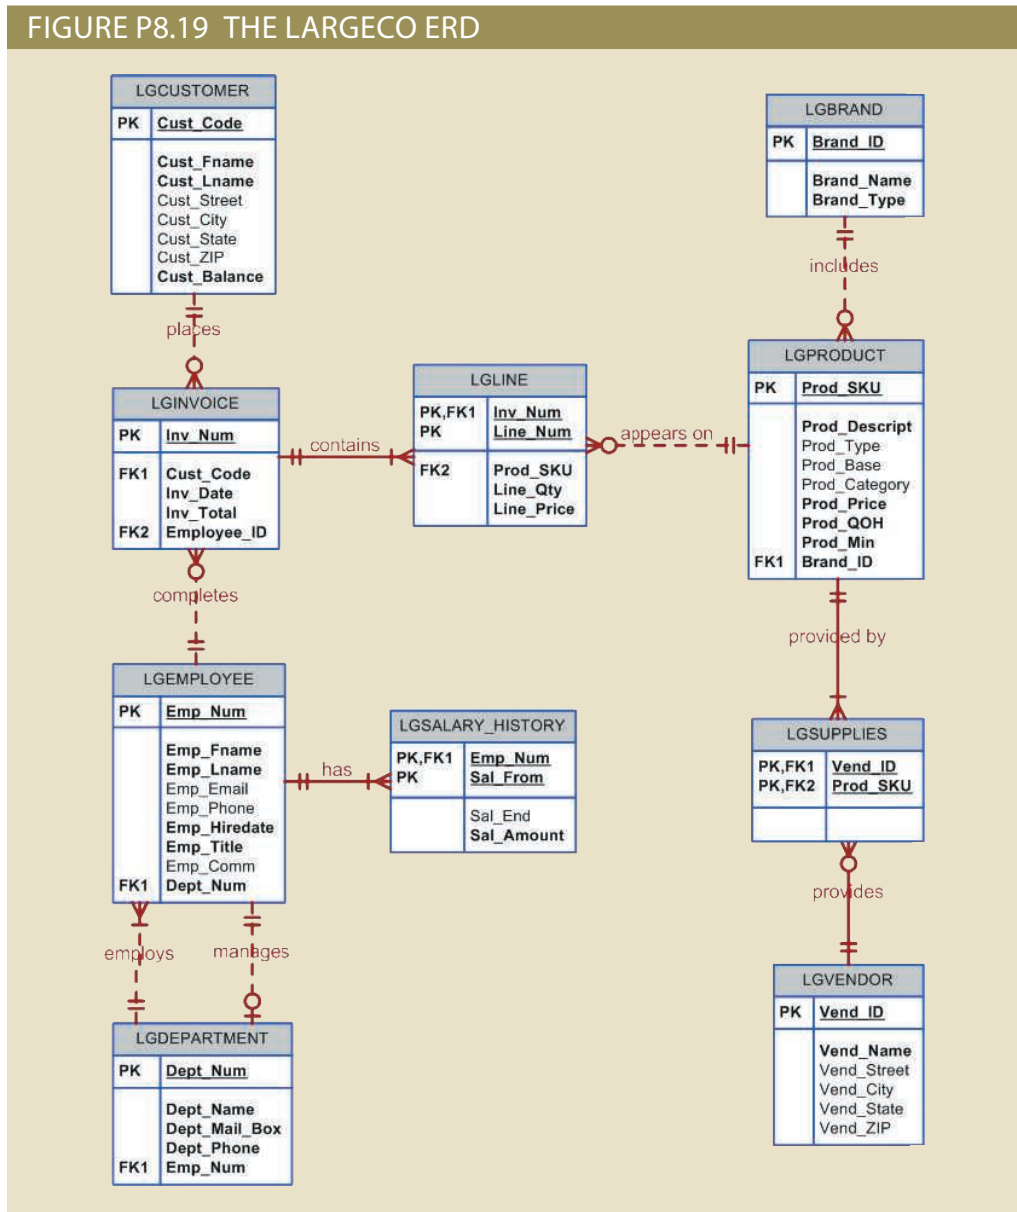 FIGURE P8.19 THE LARGECO ERD
LGCUSTOMER
PK Cust_Code
Cust_Fname
Cust_Lname
Cust_Street
Cust_City
Cust_State
Cust_ZIP
Cust_Balance
places
LGBRAND
PK Brand_ID
Brand_Name
Brand_Type
includes
LGINVOICE
PK Inv_Num
FK1 Cust_Code
Inv_Date
Inv_Total
FK2 Employee_ID
contains
LGLINE
PK,FK1 Inv_Num
PK Line_Num
FK2 Prod_SKU
Line_Qty
Line_Price
appears on
LGPRODUCT
PK Prod_SKU
Prod_Descript
Prod_Type
Prod_Base
Prod_Category
Prod_Price
Prod_QOH
Prod_Min
FK1 Brand_ID
completes
provided by
LGEMPLOYEE
PK Emp_Num
Emp_Fname
Emp_Lname
Emp_Email
Emp_Phone
Emp_Hiredate
Emp_Title
Emp_Comm
FK1 Dept_Num
has
LGSALARY_HISTORY
PK,FK1 Emp_Num
PK Sal_From
Sal_End
Sal_Amount
LGSUPPLIES
PK,FK1 Vend_ID
PK,FK2 Prod_SKU
provides
employs
manages
LGDEPARTMENT
PK Dept_Num
Dept_Name
Dept_Mail_Box
Dept_Phone
FK1 Emp_Num
LGVENDOR
PK Vend_ID
Vend_Name
Vend_Street
Vend_City
Vend_State
Vend_ZIP